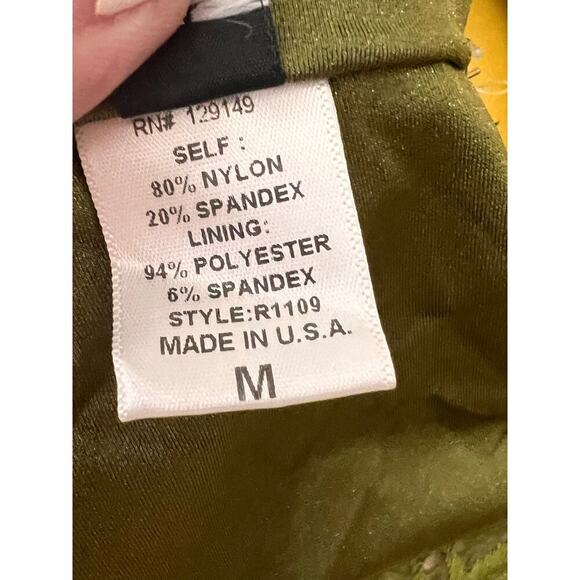 RN# 129149
SELF :
80% NYLON
20% SPANDEX
LINING:
94% POLYESTER
6% SPANDEX
STYLE:R1109
MADE IN U.S.A.
M